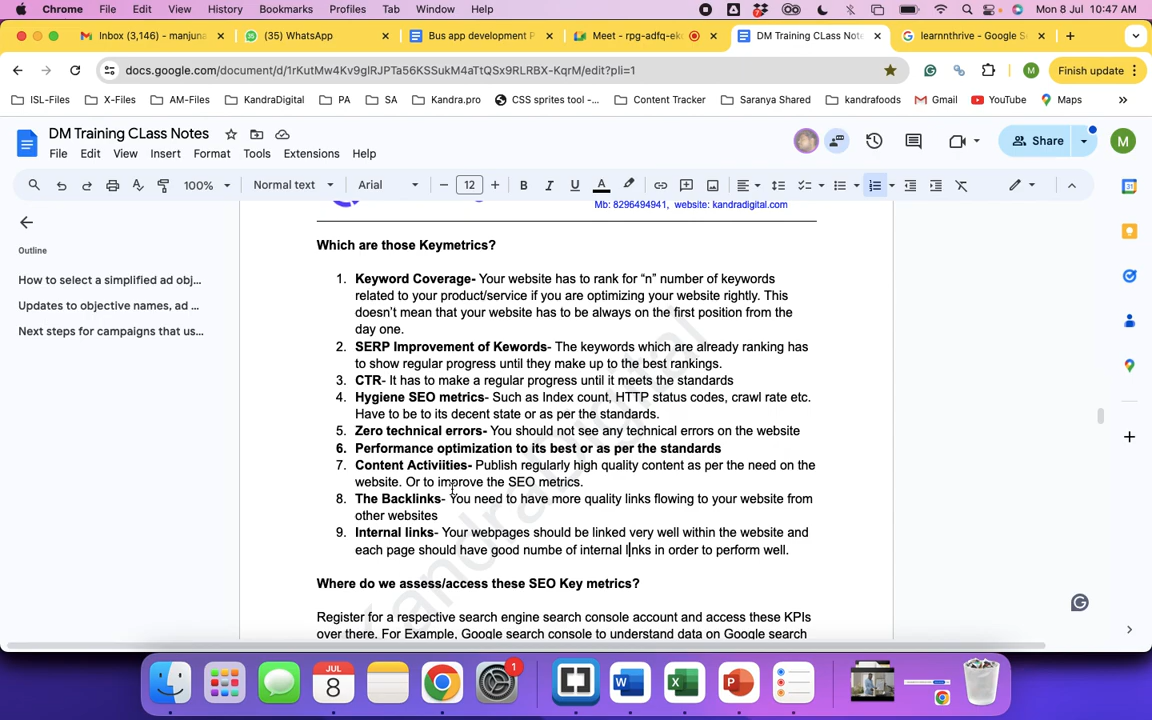 Chrome File Edit View History Bookmarks Profiles Tab Window Help Mon 8 Jul 10:47 AM
Inbox (3,146) - manjuna (35) WhatsApp Bus app development P Meet - rpg-adfq-ek DM Training CLass Note learnnthrive - Google S
docs.google.com/document/d/1rKutMw4Kv9gIRJPTa56KSSukM4aTtQSx9RLRBX-KqrM/edit?pli=1 M Finish update
ISL-Files X-Files AM-Files KandraDigital PA SA Kandra.pro CSS sprites tool -... Content Tracker Saranya Shared kandrafoods Gmail YouTube Maps
DM Training CLass Notes
File Edit View Insert Format Tools Extensions Help
Share M
100% Normal text Arial 12 B I U A
Mb: 8296494941, website: kandradigital.com
Outline
How to select a simplified ad obj...
Updates to objective names, ad ...
Next steps for campaigns that us...
Which are those Keymetrics?
1. Keyword Coverage- Your website has to rank for “n” number of keywords
related to your product/service if you are optimizing your website rightly. This
doesn’t mean that your website has to be always on the first position from the
day one.
2. SERP Improvement of Kewords- The keywords which are already ranking has
to show regular progress until they make up to the best rankings.
3. CTR- It has to make a regular progress until it meets the standards
4. Hygiene SEO metrics- Such as Index count, HTTP status codes, crawl rate etc.
Have to be to its decent state or as per the standards.
5. Zero technical errors- You should not see any technical errors on the website
6. Performance optimization to its best or as per the standards
7. Content Activiities- Publish regularly high quality content as per the need on the
website. Or to improve the SEO metrics.
8. The Backlinks- You need to have more quality links flowing to your website from
other websites
9. Internal links- Your webpages should be linked very well within the website and
each page should have good numbe of internal links in order to perform well.
Where do we assess/access these SEO Key metrics?
Register for a respective search engine search console account and access these KPIs
over there. For Example, Google search console to understand data on Google search
KandraDigital
31
JUL
8
1
W X P